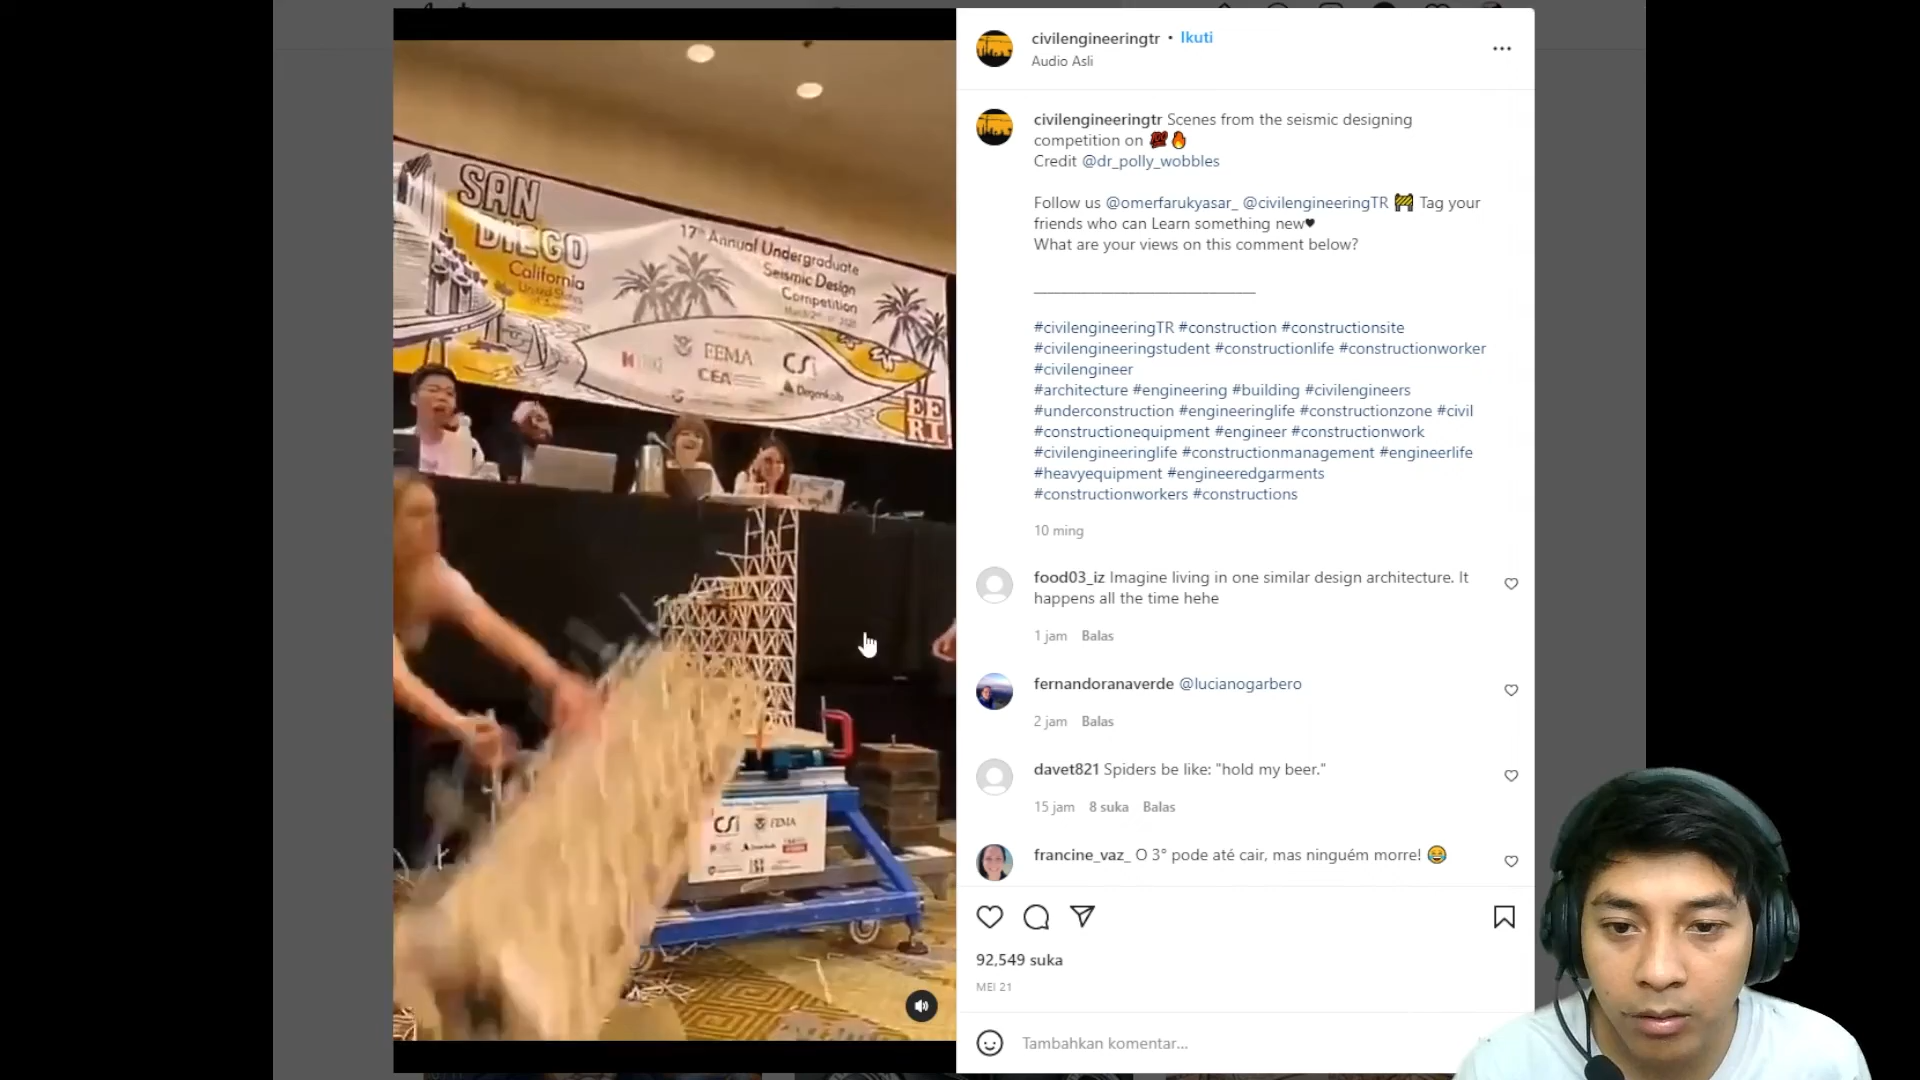 SAN
DIEGO
California
United States
17th Annual Undergraduate
Seismic Design
Competition
FEMA
CSi
CEA
Degenkolb
EE
RI
CSi FEMA
civilengineeringtr • Ikuti
Audio Asli
civilengineeringtr Scenes from the seismic designing
competition on 💯🔥
Credit @dr_polly_wobbles
Follow us @omerfarukyasar_ @civilengineeringTR 🚧 Tag your
friends who can Learn something new♥
What are your views on this comment below?
#civilengineeringTR #construction #constructionsite
#civilengineeringstudent #constructionlife #constructionworker
#civilengineer
#architecture #engineering #building #civilengineers
#underconstruction #engineeringlife #constructionzone #civil
#constructionequipment #engineer #constructionwork
#civilengineeringlife #constructionmanagement #engineerlife
#heavyequipment #engineeredgarments
#constructionworkers #constructions
10 ming
food03_iz Imagine living in one similar design architecture. It
happens all the time hehe
1 jam Balas
fernandoranaverde @lucianogarbero
2 jam Balas
davet821 Spiders be like: "hold my beer."
15 jam 8 suka Balas
francine_vaz_ O 3° pode até cair, mas ninguém morre! 😂
92,549 suka
MEI 21
Tambahkan komentar...